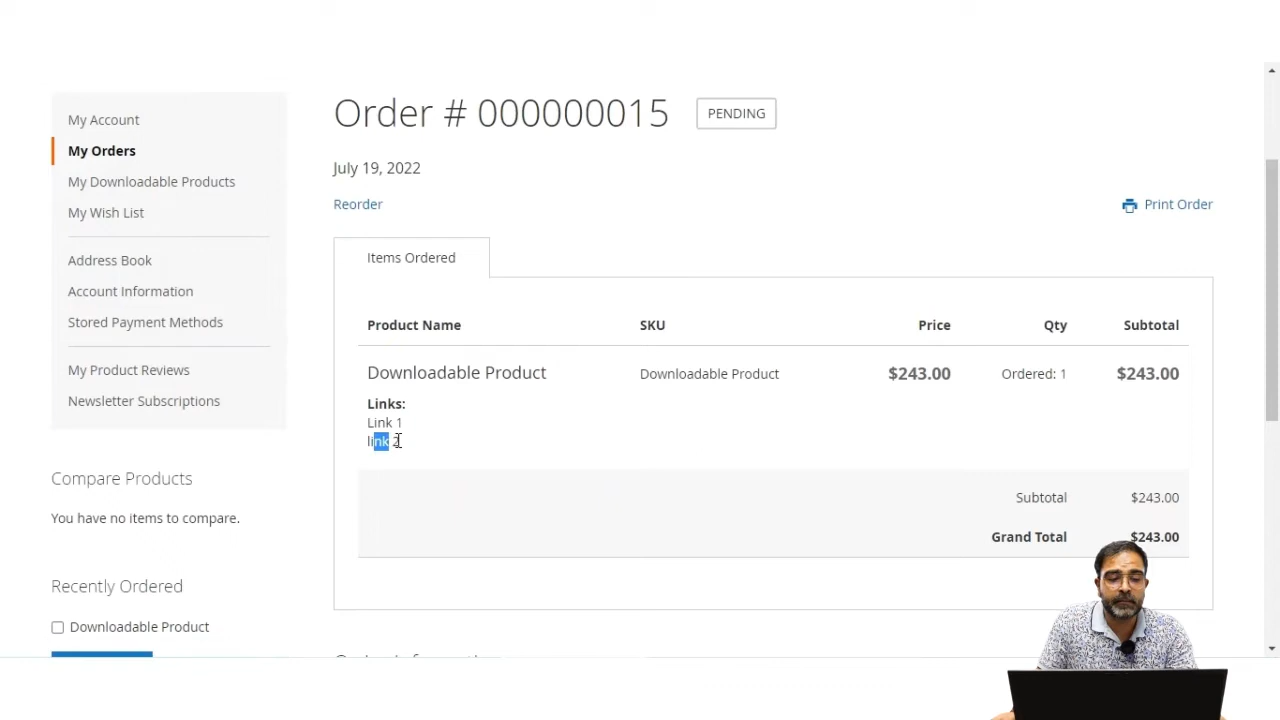 My Account
My Orders
My Downloadable Products
My Wish List
Address Book
Account Information
Stored Payment Methods
My Product Reviews
Newsletter Subscriptions
Compare Products
You have no items to compare.
Recently Ordered
Downloadable Product
Order # 000000015 PENDING
July 19, 2022
Reorder Print Order
Items Ordered
Product Name SKU Price Qty Subtotal
Downloadable Product Downloadable Product $243.00 Ordered: 1 $243.00
Links:
Link 1
link 2
Subtotal $243.00
Grand Total $243.00